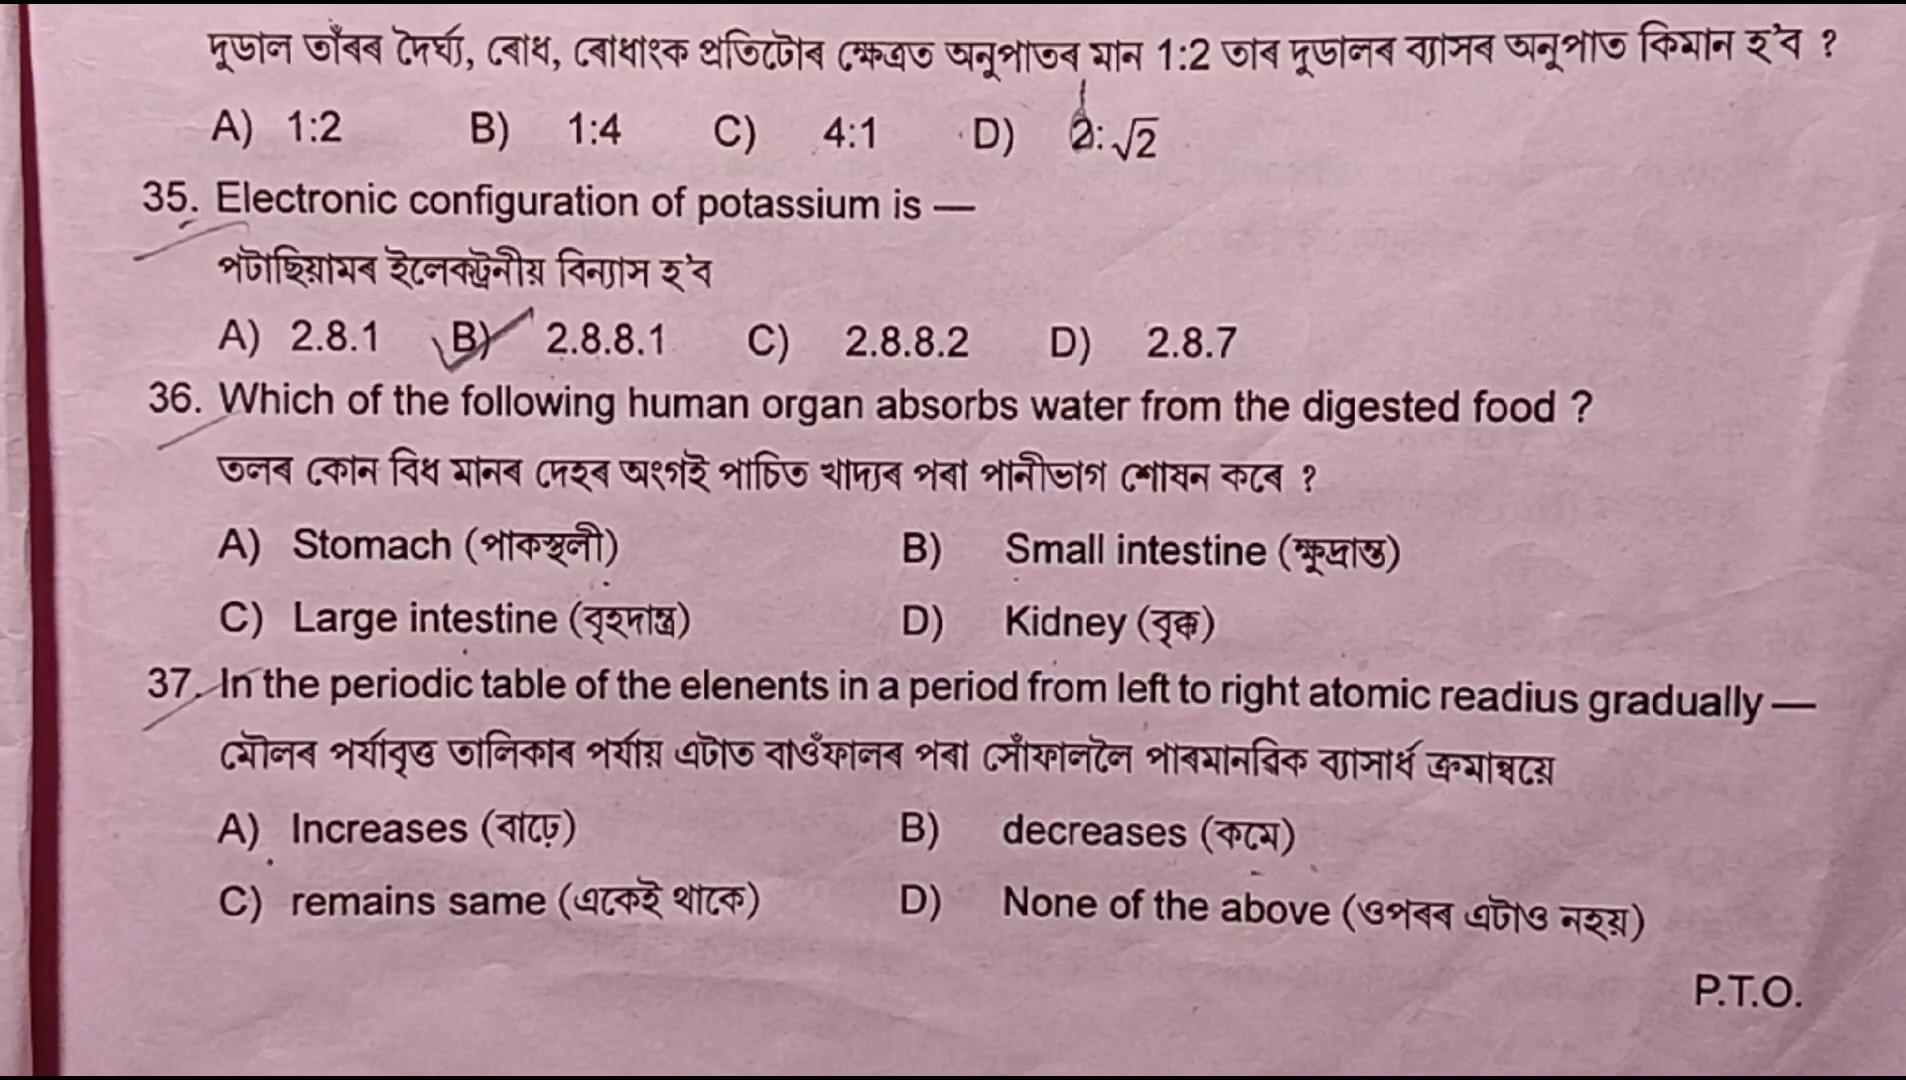 দুডাল তাঁৰৰ দৈৰ্ঘ্য, ৰোধ, ৰোধাংক প্ৰতিটোৰ ক্ষেত্ৰত অনুপাতৰ মান 1:2 তাৰ দুডালৰ ব্যাসৰ অনুপাত কিমান হ'ব ?
A) 1:2 B) 1:4 C) 4:1 D) 2:√2
35. Electronic configuration of potassium is —
পটাছিয়ামৰ ইলেকট্ৰনীয় বিন্যাস হ'ব
A) 2.8.1 B) 2.8.8.1 C) 2.8.8.2 D) 2.8.7
36. Which of the following human organ absorbs water from the digested food ?
তলৰ কোন বিধ মানৰ দেহৰ অংগই পাচিত খাদ্যৰ পৰা পানীভাগ শোষন কৰে ?
A) Stomach (পাকস্থলী) B) Small intestine (ক্ষূদ্ৰান্ত)
C) Large intestine (বৃহদান্ত্ৰ) D) Kidney (বৃক্ক)
37. In the periodic table of the elenents in a period from left to right atomic readius gradually —
মৌলৰ পৰ্যাবৃত্ত তালিকাৰ পৰ্যায় এটাত বাওঁফালৰ পৰা সোঁফাললৈ পাৰমানৱিক ব্যাসাৰ্ধ ক্ৰমান্বয়ে
A) Increases (বাঢ়ে) B) decreases (কমে)
C) remains same (একেই থাকে) D) None of the above (ওপৰৰ এটাও নহয়)
P.T.O.